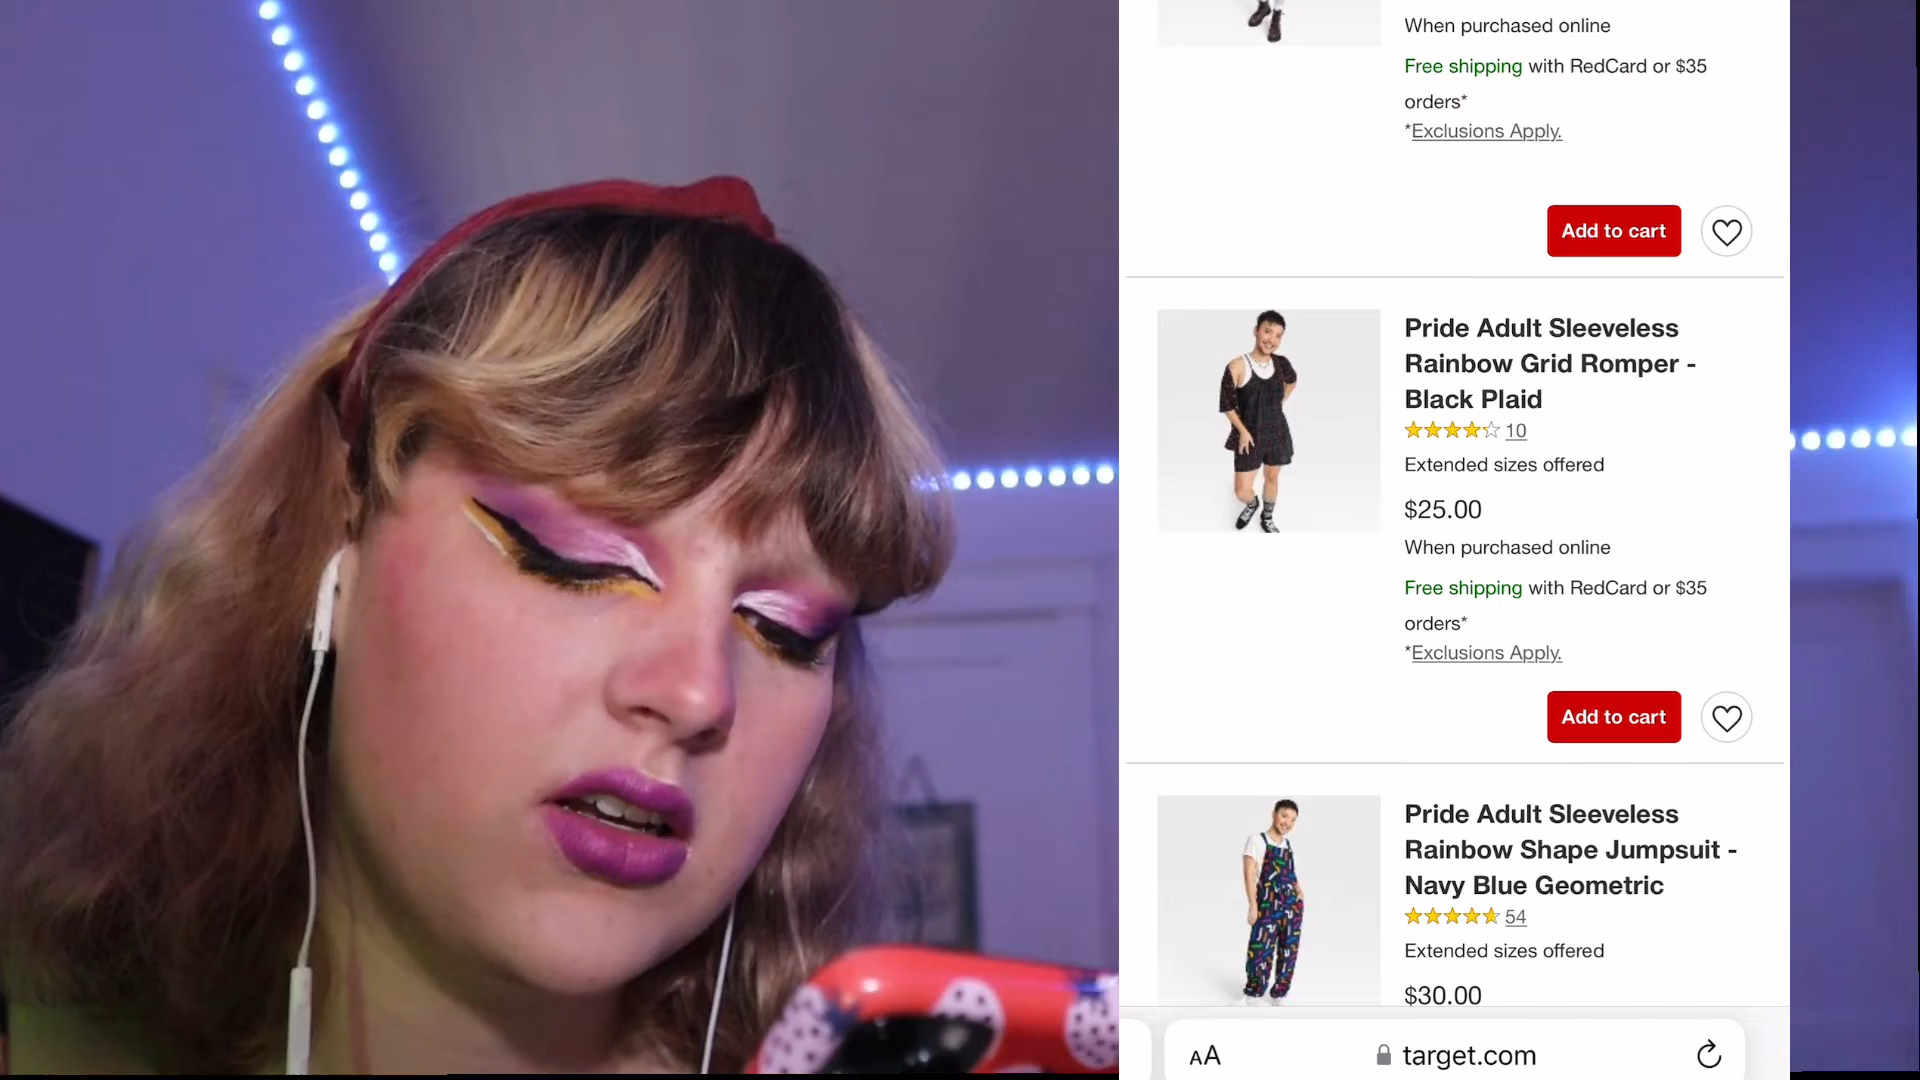 When purchased online
Free shipping with RedCard or $35
orders*
*Exclusions Apply.
Add to cart
Pride Adult Sleeveless
Rainbow Grid Romper -
Black Plaid
10
Extended sizes offered
$25.00
When purchased online
Free shipping with RedCard or $35
orders*
*Exclusions Apply.
Add to cart
Pride Adult Sleeveless
Rainbow Shape Jumpsuit -
Navy Blue Geometric
54
Extended sizes offered
$30.00
AA target.com